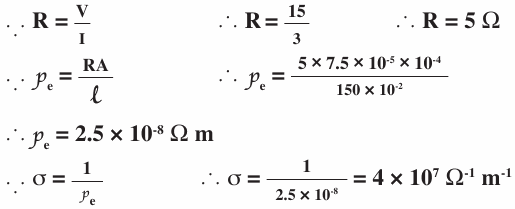 ∵ R = V/I ∴ R = 15/3 ∴ R = 5 Ω
∵ ρₑ = RA/ℓ ∴ ρₑ = 5 × 7.5 × 10⁻⁵ × 10⁻⁴/150 × 10⁻²
∴ ρₑ = 2.5 × 10⁻⁸ Ω m
∵ σ = 1/ρₑ ∴ σ = 1/2.5 × 10⁻⁸ = 4 × 10⁷ Ω⁻¹ m⁻¹